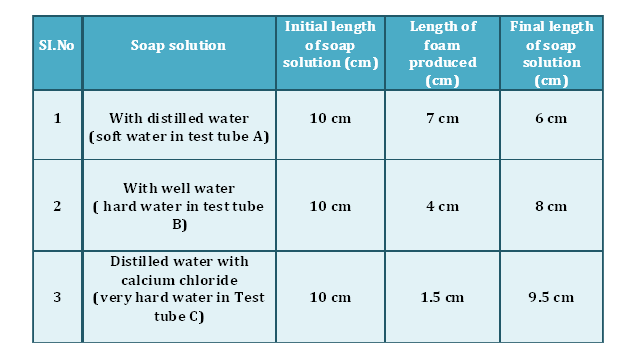 SI.No
Soap solution
Initial length
of soap
solution (cm)
Length of
foam
produced
(cm)
Final length
of soap
solution
(cm)
1
With distilled water
(soft water in test tube A)
10 cm
7 cm
6 cm
2
With well water
( hard water in test tube
B)
10 cm
4 cm
8 cm
3
Distilled water with
calcium chloride
(very hard water in Test
tube C)
10 cm
1.5 cm
9.5 cm